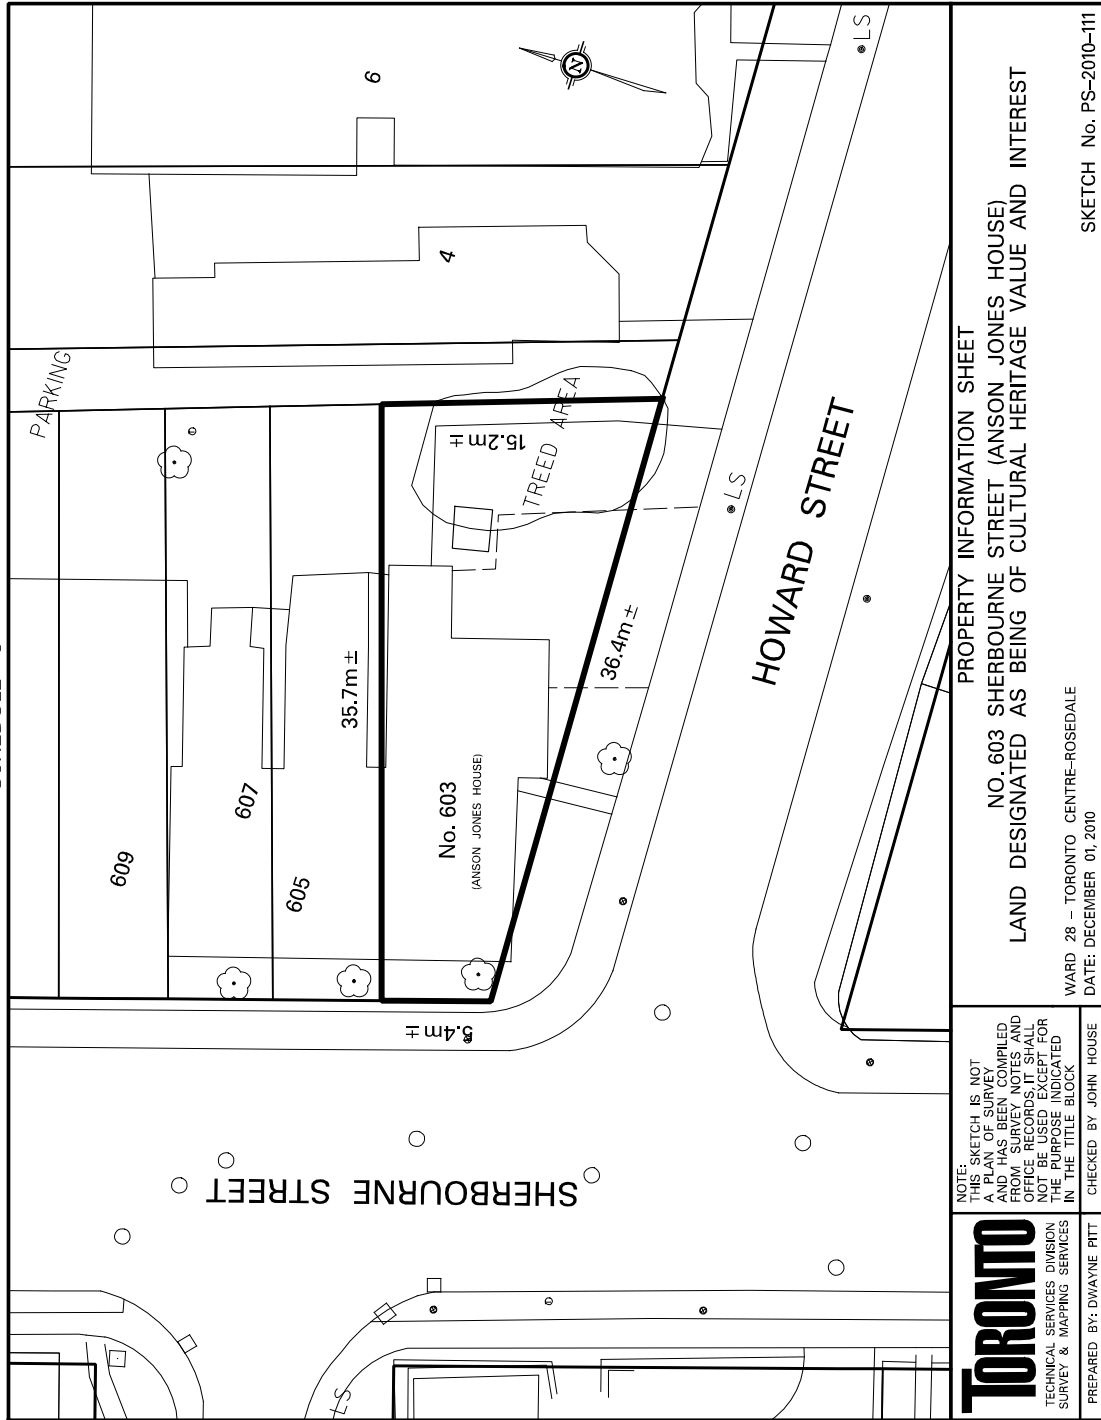 6
N
LS
4
PARKING
15.2m ±
TREED AREA
LS
HOWARD STREET
36.4m ±
35.7m ±
No. 603
(ANSON JONES HOUSE)
609
607
605
5.4m ±
SHERBOURNE STREET
LS
PROPERTY INFORMATION SHEET
NO. 603 SHERBOURNE STREET (ANSON JONES HOUSE)
LAND DESIGNATED AS BEING OF CULTURAL HERITAGE VALUE AND INTEREST
WARD 28 – TORONTO CENTRE–ROSEDALE
DATE: DECEMBER 01, 2010
SKETCH No. PS–2010–111
NOTE:
THIS SKETCH IS NOT
A PLAN OF SURVEY
AND HAS BEEN COMPILED
FROM SURVEY NOTES AND
OFFICE RECORDS, IT SHALL
NOT BE USED EXCEPT FOR
THE PURPOSE INDICATED
IN THE TITLE BLOCK
CHECKED BY JOHN HOUSE
TORONTO
TECHNICAL SERVICES DIVISION
SURVEY & MAPPING SERVICES
PREPARED BY: DWAYNE PITT